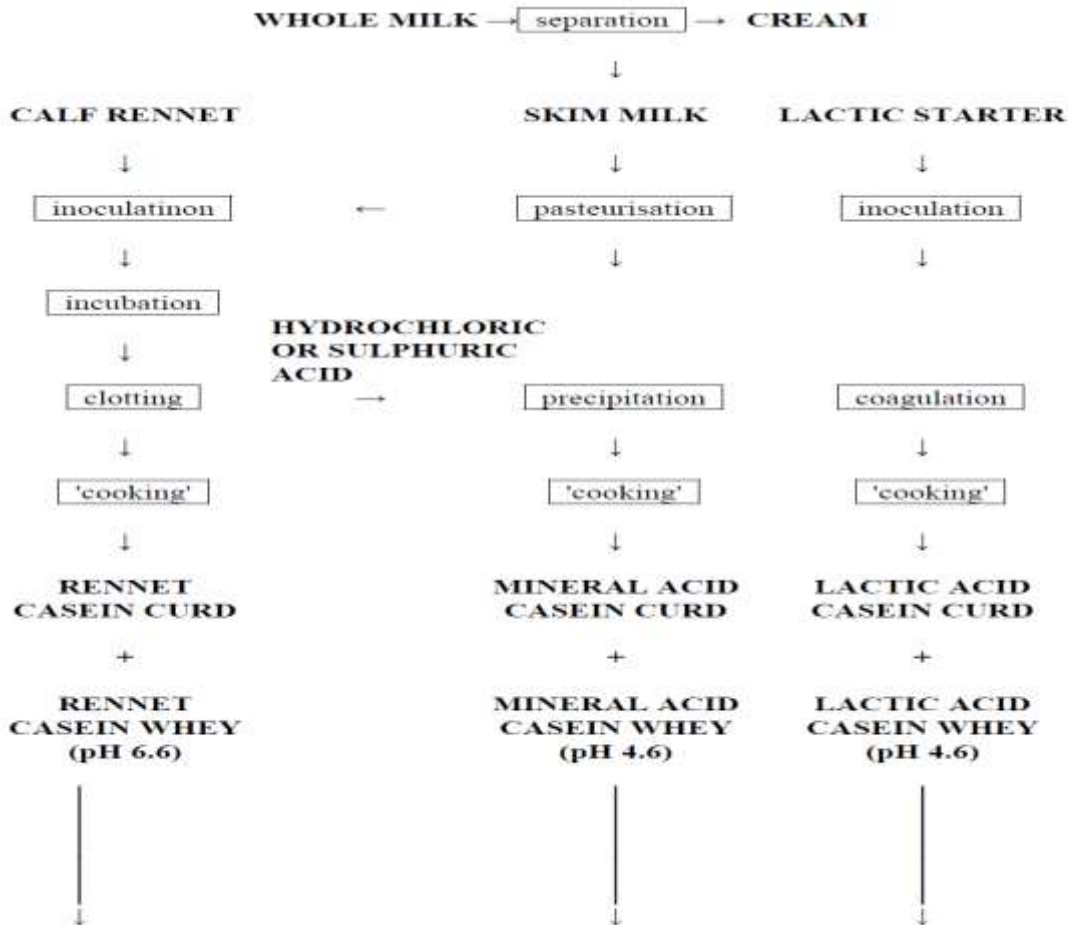 WHOLE MILK → separation → CREAM
↓
CALF RENNET SKIM MILK LACTIC STARTER
↓ ↓ ↓
inoculatinon ← pasteurisation inoculation
↓ ↓ ↓
incubation
HYDROCHLORIC
↓ OR SULPHURIC
ACID
clotting → precipitation coagulation
↓ ↓ ↓
'cooking' 'cooking' 'cooking'
↓ ↓ ↓
RENNET MINERAL ACID LACTIC ACID
CASEIN CURD CASEIN CURD CASEIN CURD
+ + +
RENNET MINERAL ACID LACTIC ACID
CASEIN WHEY CASEIN WHEY CASEIN WHEY
(pH 6.6) (pH 4.6) (pH 4.6)
↓ ↓ ↓